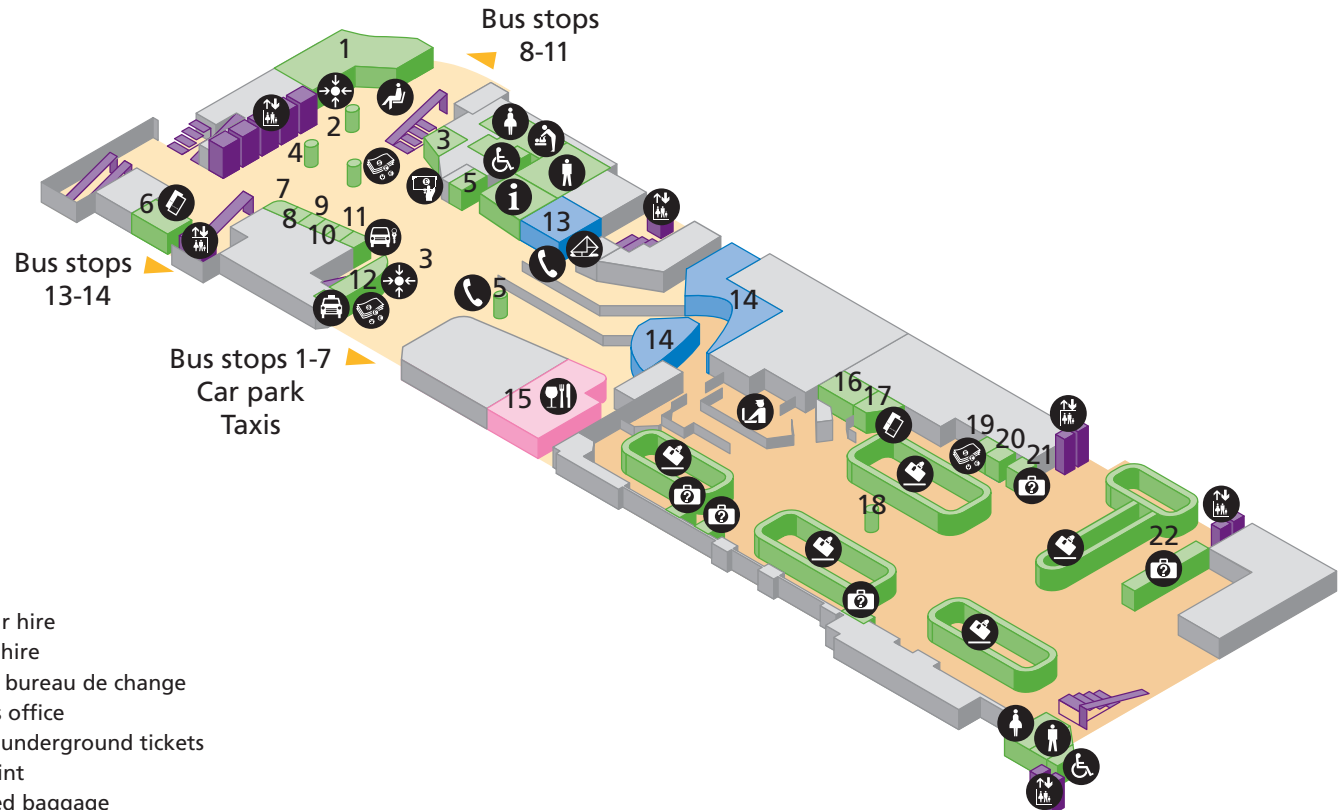 Bus stops
8-11
1
2
3
4
5
6
7
8
9
10
11
12
3
13
5
14
14
Bus stops
13-14
Bus stops 1-7
Car park
Taxis
15
16
17
18
19
20
21
22
r hire
hire
bureau de change
s office
underground tickets
int
ed baggage